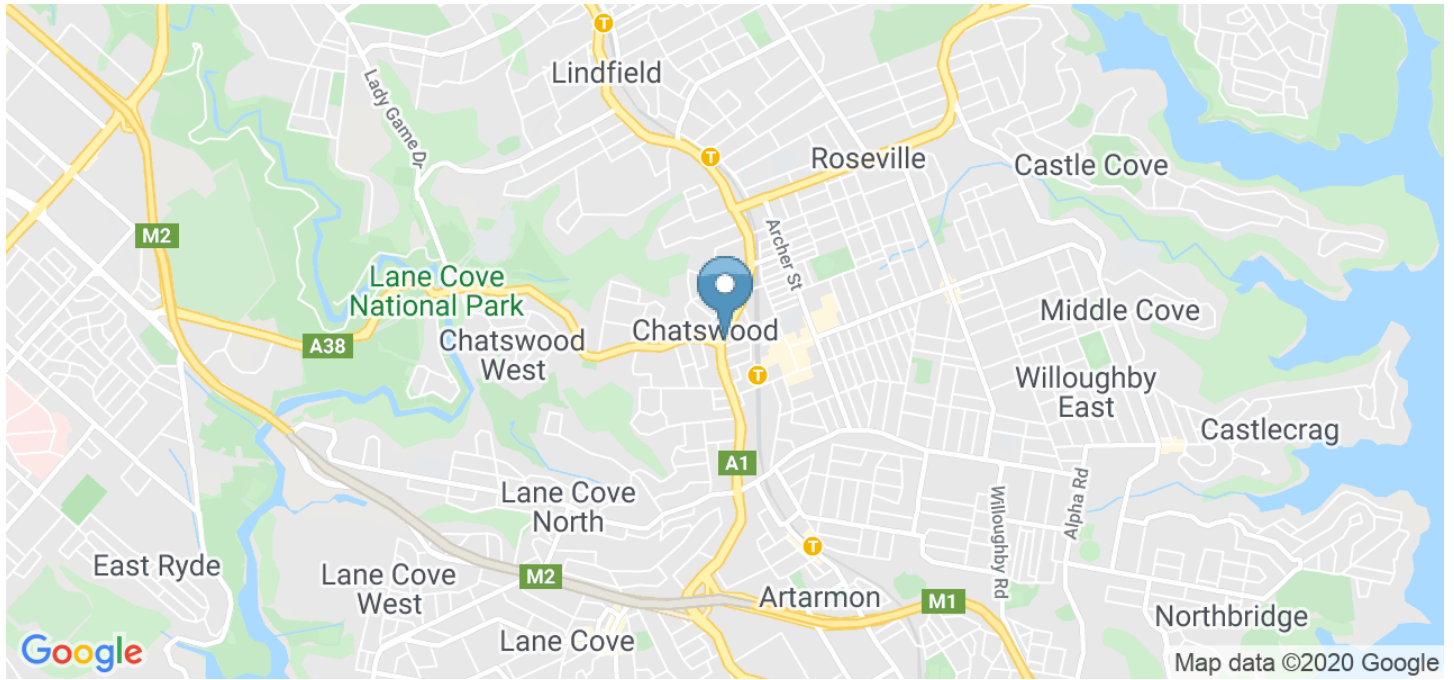 T
Lindfield
Lady Game Dr
T
Roseville
Castle Cove
M2
Archer St
Lane Cove
National Park
Middle Cove
Chatswood
A38
Chatswood
West
T
Willoughby
East
Castlecrag
A1
Lane Cove
North
Alpha Rd
Willoughby Rd
T
East Ryde
Lane Cove
West
M2
Artarmon
M1
Northbridge
Lane Cove
Google
Map data ©2020 Google